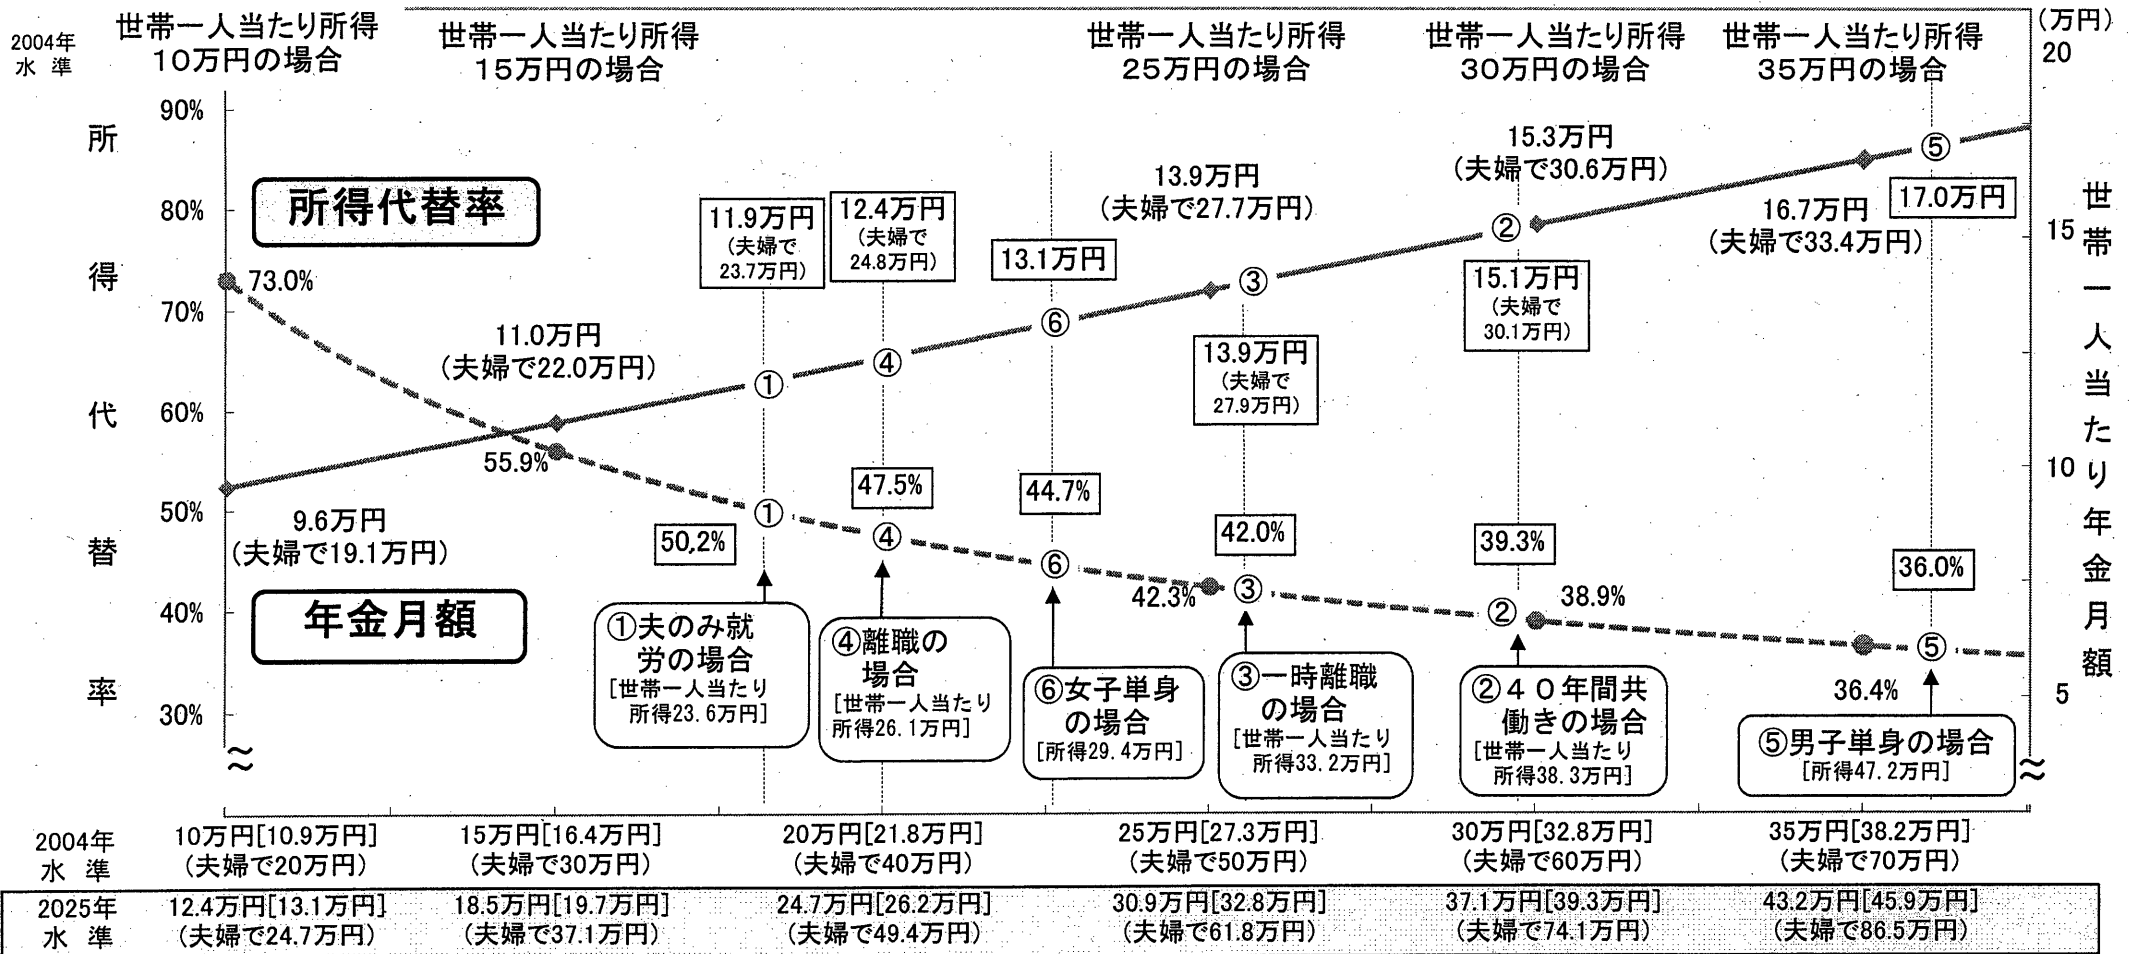 2004年
水 準
世帯一人当たり所得
10万円の場合
世帯一人当たり所得
15万円の場合
世帯一人当たり所得
25万円の場合
世帯一人当たり所得
30万円の場合
世帯一人当たり所得
35万円の場合
(万円)
20
15
10
5
世帯一人当たり年金月額
所得代替率
90%
80%
70%
60%
50%
40%
30%
所得代替率
年金月額
73.0%
9.6万円
(夫婦で19.1万円)
11.0万円
(夫婦で22.0万円)
55.9%
11.9万円
(夫婦で
23.7万円)
①
①
50,2%
①夫のみ就
労の場合
[世帯一人当たり
所得23.6万円]
12.4万円
(夫婦で
24.8万円)
④
47.5%
④
④離職の
場合
[世帯一人当たり
所得26.1万円]
13.1万円
⑥
44.7%
⑥
⑥女子単身
の場合
[所得29.4万円]
13.9万円
(夫婦で27.7万円)
③
13.9万円
(夫婦で
27.9万円)
42.0%
42.3%
③
③一時離職
の場合
[世帯一人当たり
所得33.2万円]
15.3万円
(夫婦で30.6万円)
②
15.1万円
(夫婦で
30.1万円)
39.3%
②
38.9%
②40年間共
働きの場合
[世帯一人当たり
所得38.3万円]
⑤
17.0万円
16.7万円
(夫婦で33.4万円)
36.0%
⑤
36.4%
⑤男子単身の場合
[所得47.2万円]
2004年
水 準
10万円[10.9万円]
(夫婦で20万円)
15万円[16.4万円]
(夫婦で30万円)
20万円[21.8万円]
(夫婦で40万円)
25万円[27.3万円]
(夫婦で50万円)
30万円[32.8万円]
(夫婦で60万円)
35万円[38.2万円]
(夫婦で70万円)
2025年
水 準
12.4万円[13.1万円]
(夫婦で24.7万円)
18.5万円[19.7万円]
(夫婦で37.1万円)
24.7万円[26.2万円]
(夫婦で49.4万円)
30.9万円[32.8万円]
(夫婦で61.8万円)
37.1万円[39.3万円]
(夫婦で74.1万円)
43.2万円[45.9万円]
(夫婦で86.5万円)